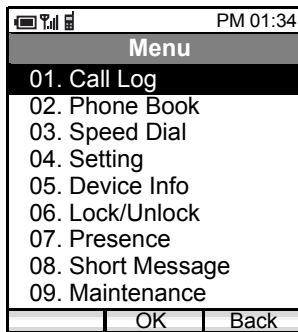 PM 01:34
Menu
01. Call Log
02. Phone Book
03. Speed Dial
04. Setting
05. Device Info
06. Lock/Unlock
07. Presence
08. Short Message
09. Maintenance
OK Back